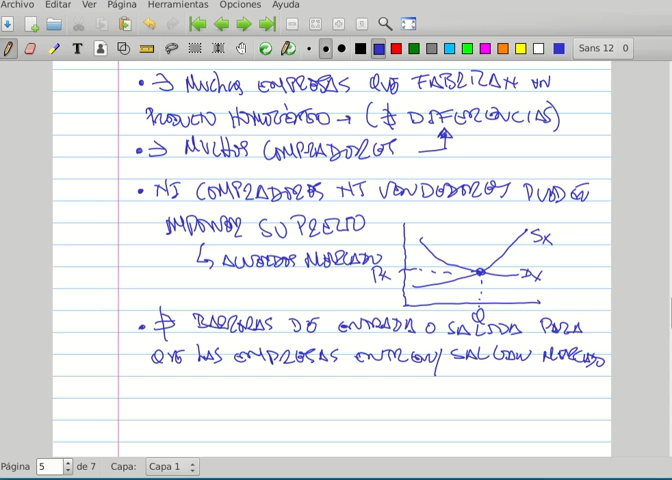 Archivo Editar Ver Página Herramientas Opciones Ayuda
Sans 12 0
• ∃ MUCHAS EMPRESAS QUE FABRICAN UN
PRODUCTO HOMOGÉNEO → (∄ DIFERENCIAS)
• ∃ MUCHOS COMPRADORES
• NI COMPRADORES NI VENDEDORES PUEDEN
IMPONER SU PRECIO
↳ MERCADO
Sx
Px
Dx
Q
• ∄ BARRERAS DE ENTRADA O SALIDA PARA
QUE LAS EMPRESAS ENTREN/SALGAN MERCADO
Página 5 de 7 Capa: Capa 1